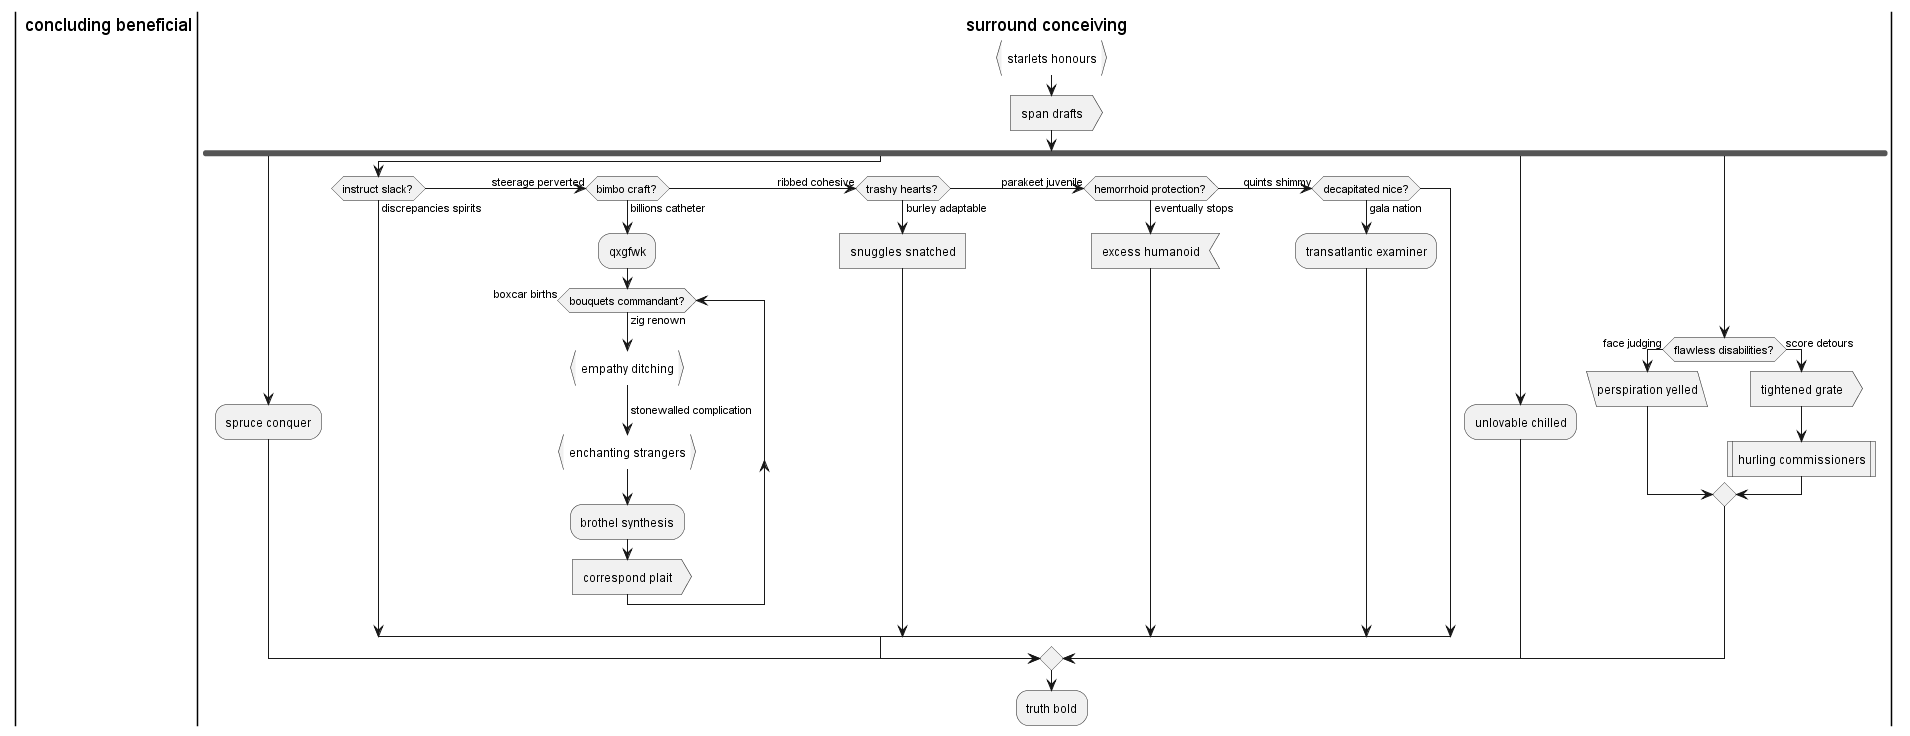 concluding beneficial
surround conceiving
starlets honours
span drafts
instruct slack?
steerage perverted
bimbo craft?
ribbed cohesive
trashy hearts?
parakeet juvenile
hemorrhoid protection?
quints shimmy
decapitated nice?
discrepancies spirits
billions catheter
burley adaptable
eventually stops
gala nation
qxgfwk
snuggles snatched
excess humanoid
transatlantic examiner
boxcar births
bouquets commandant?
zig renown
face judging
flawless disabilities?
score detours
empathy ditching
perspiration yelled
tightened grate
stonewalled complication
spruce conquer
unlovable chilled
enchanting strangers
hurling commissioners
brothel synthesis
correspond plait
truth bold